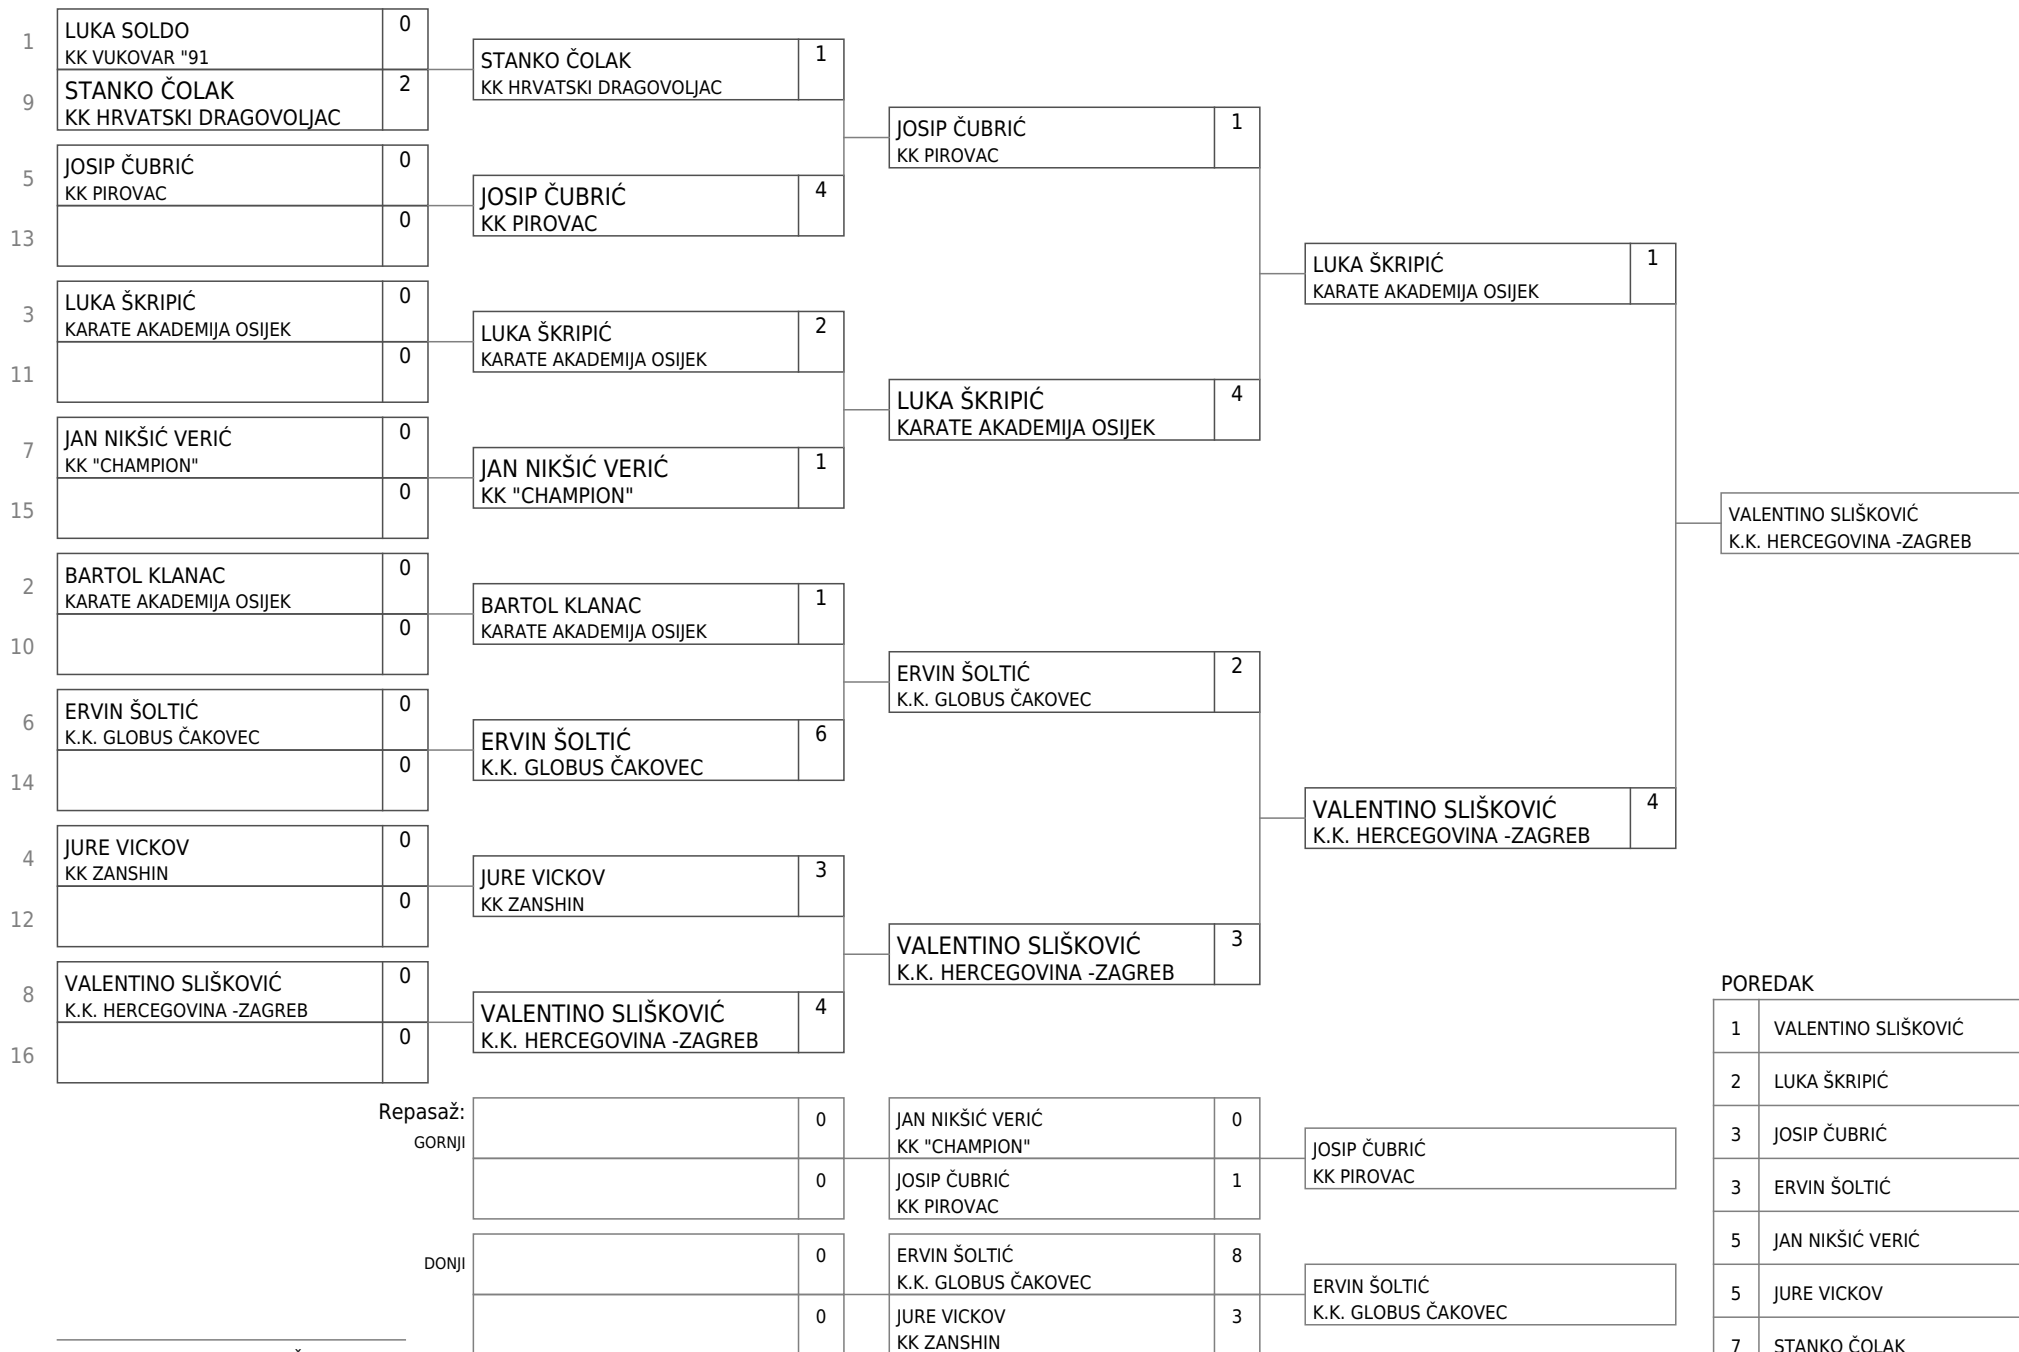 1
LUKA SOLDO
0
KK VUKOVAR "91
9
STANKO ČOLAK
2
KK HRVATSKI DRAGOVOLJAC
5
JOSIP ČUBRIĆ
0
KK PIROVAC
13
0
3
LUKA ŠKRIPIĆ
0
KARATE AKADEMIJA OSIJEK
11
0
7
JAN NIKŠIĆ VERIĆ
0
KK "CHAMPION"
15
0
2
BARTOL KLANAC
0
KARATE AKADEMIJA OSIJEK
10
0
6
ERVIN ŠOLTIĆ
0
K.K. GLOBUS ČAKOVEC
14
0
4
JURE VICKOV
0
KK ZANSHIN
12
0
8
VALENTINO SLIŠKOVIĆ
0
K.K. HERCEGOVINA -ZAGREB
16
0
STANKO ČOLAK
1
KK HRVATSKI DRAGOVOLJAC
JOSIP ČUBRIĆ
4
KK PIROVAC
LUKA ŠKRIPIĆ
2
KARATE AKADEMIJA OSIJEK
JAN NIKŠIĆ VERIĆ
1
KK "CHAMPION"
BARTOL KLANAC
1
KARATE AKADEMIJA OSIJEK
ERVIN ŠOLTIĆ
6
K.K. GLOBUS ČAKOVEC
JURE VICKOV
3
KK ZANSHIN
VALENTINO SLIŠKOVIĆ
4
K.K. HERCEGOVINA -ZAGREB
JOSIP ČUBRIĆ
1
KK PIROVAC
LUKA ŠKRIPIĆ
4
KARATE AKADEMIJA OSIJEK
ERVIN ŠOLTIĆ
2
K.K. GLOBUS ČAKOVEC
VALENTINO SLIŠKOVIĆ
3
K.K. HERCEGOVINA -ZAGREB
LUKA ŠKRIPIĆ
1
KARATE AKADEMIJA OSIJEK
VALENTINO SLIŠKOVIĆ
4
K.K. HERCEGOVINA -ZAGREB
VALENTINO SLIŠKOVIĆ
K.K. HERCEGOVINA -ZAGREB
Repasaž:
GORNJI
0
0
JAN NIKŠIĆ VERIĆ
0
KK "CHAMPION"
JOSIP ČUBRIĆ
1
KK PIROVAC
JOSIP ČUBRIĆ
KK PIROVAC
DONJI
0
0
ERVIN ŠOLTIĆ
8
K.K. GLOBUS ČAKOVEC
JURE VICKOV
3
KK ZANSHIN
ERVIN ŠOLTIĆ
K.K. GLOBUS ČAKOVEC
POREDAK
1 VALENTINO SLIŠKOVIĆ
2 LUKA ŠKRIPIĆ
3 JOSIP ČUBRIĆ
3 ERVIN ŠOLTIĆ
5 JAN NIKŠIĆ VERIĆ
5 JURE VICKOV
7 STANKO ČOLAK